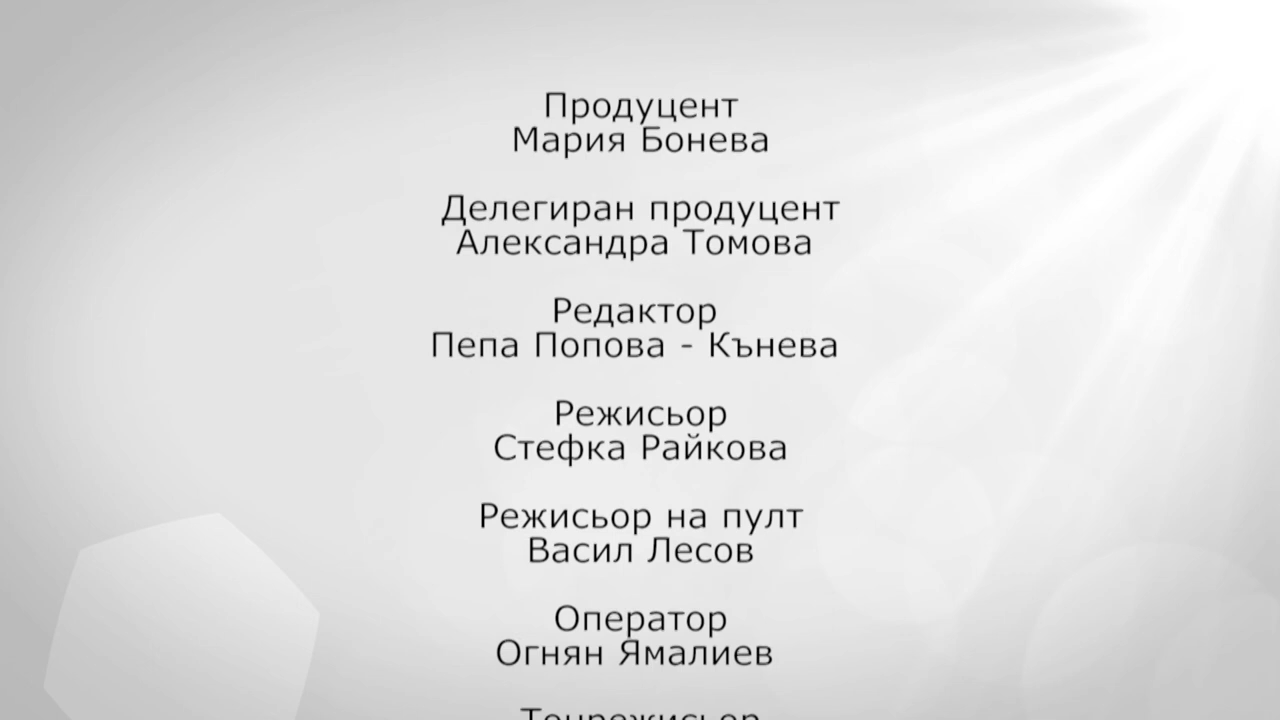 Продуцент
Мария Бонева
Делегиран продуцент
Александра Томова
Редактор
Пепа Попова - Кънева
Режисьор
Стефка Райкова
Режисьор на пулт
Васил Лесов
Оператор
Огнян Ямалиев
Тонрежисьор